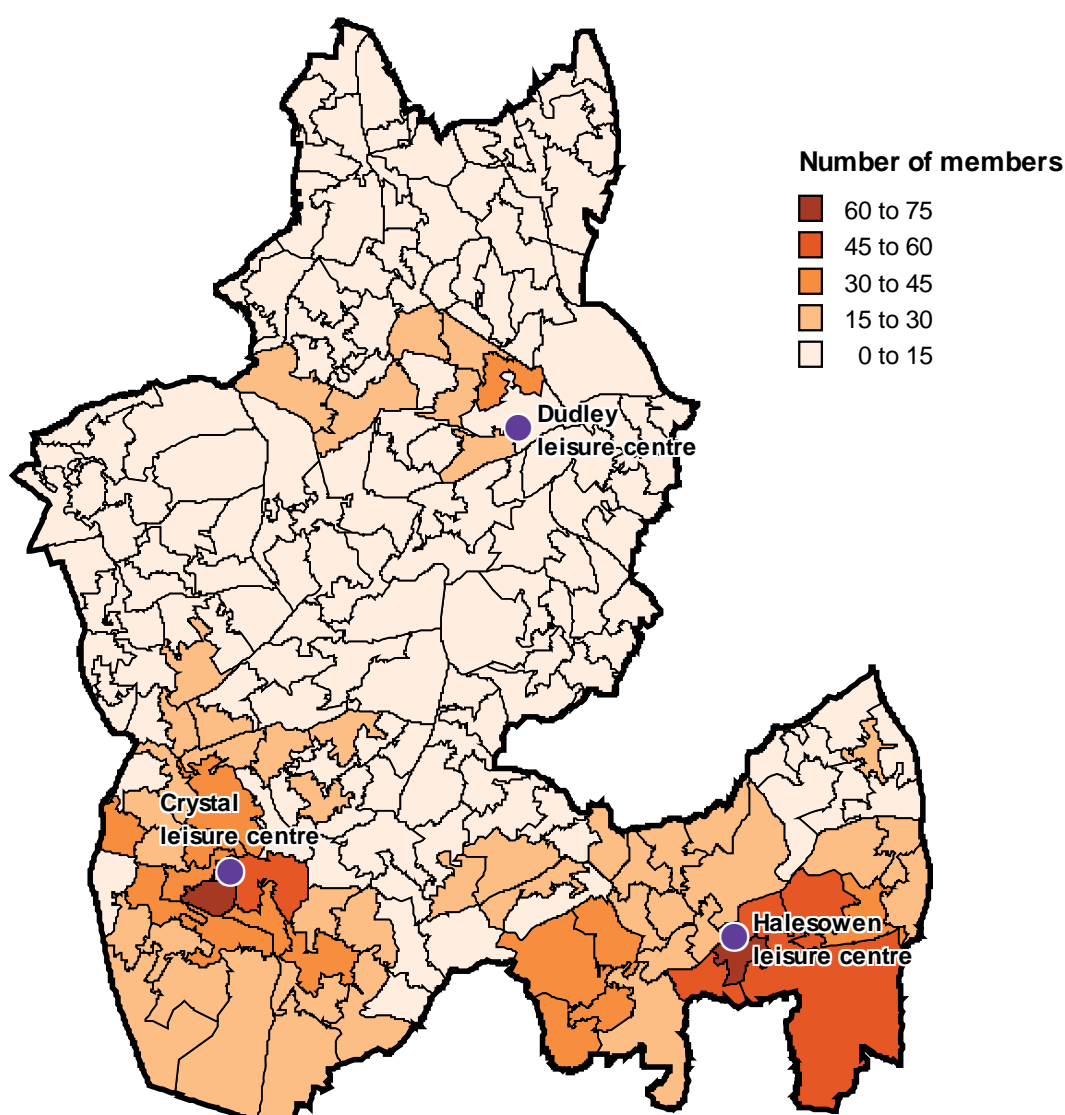 Number of members
60 to 75
45 to 60
30 to 45
15 to 30
0 to 15
Dudley
leisure centre
Crystal
leisure centre
Halesowen
leisure centre